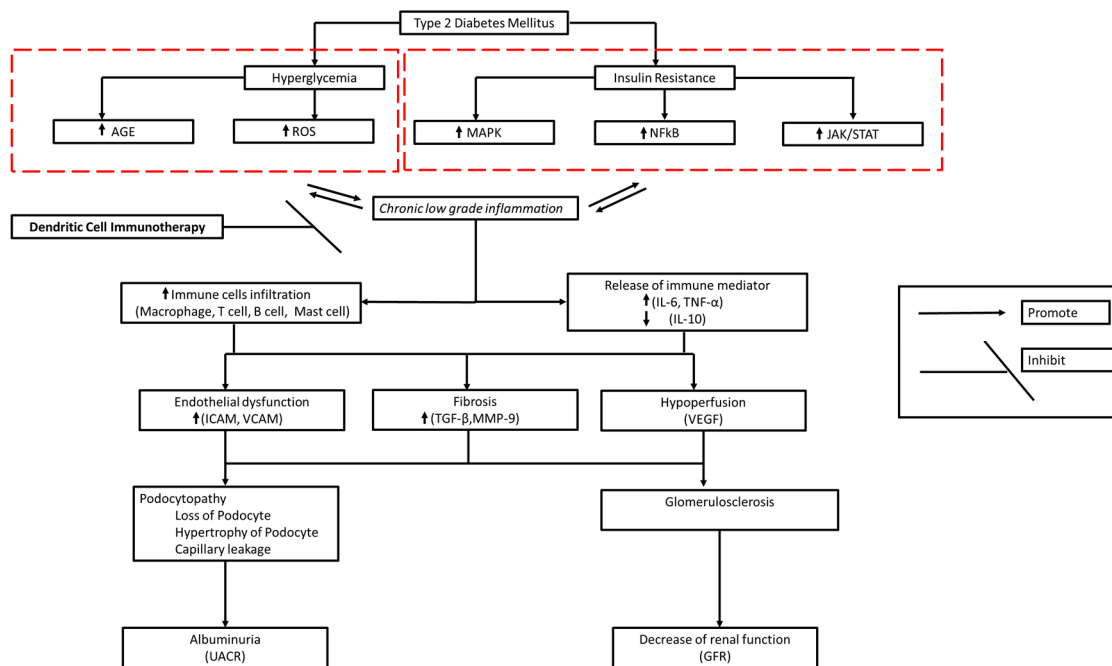 Type 2 Diabetes Mellitus
Hyperglycemia
Insulin Resistance
AGE
ROS
MAPK
NFkB
JAK/STAT
Chronic low grade inflammation
Dendritic Cell Immunotherapy
Immune cells infiltration
(Macrophage, T cell, B cell, Mast cell)
Release of immune mediator
(IL-6, TNF-α)
(IL-10)
Promote
Inhibit
Endothelial dysfunction
(ICAM, VCAM)
Fibrosis
(TGF-β,MMP-9)
Hypoperfusion
(VEGF)
Podocytopathy
Loss of Podocyte
Hypertrophy of Podocyte
Capillary leakage
Glomerulosclerosis
Albuminuria
(UACR)
Decrease of renal function
(GFR)